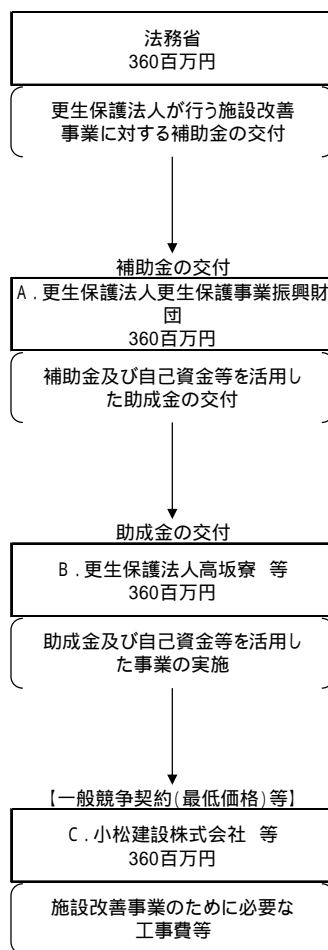 法務省
360百万円
更生保護法人が行う施設改善
事業に対する補助金の交付
補助金の交付
A．更生保護法人更生保護事業振興財
団
360百万円
補助金及び自己資金等を活用し
た助成金の交付
助成金の交付
B．更生保護法人高坂寮　等
360百万円
助成金及び自己資金等を活用し
た事業の実施
【一般競争契約(最低価格)等】
C．小松建設株式会社　等
360百万円
施設改善事業のために必要な
工事費等